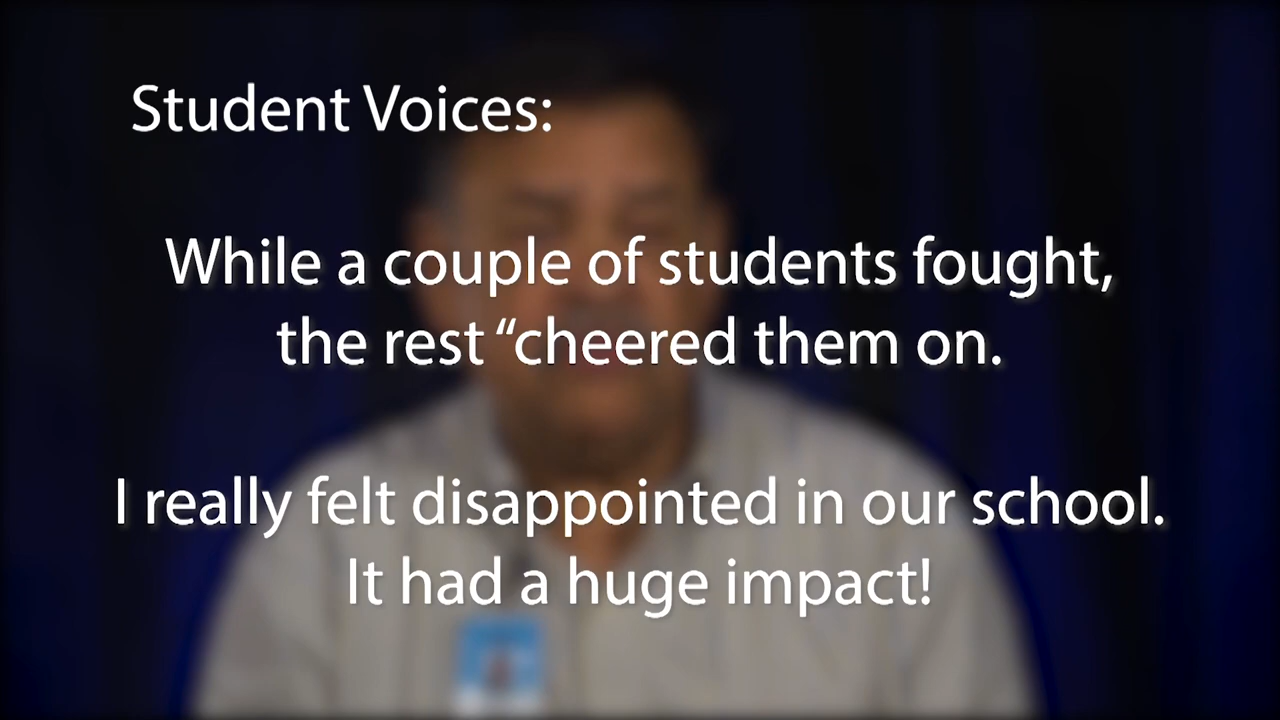 Student Voices:
While a couple of students fought,
the rest “cheered them on.
I really felt disappointed in our school.
It had a huge impact!